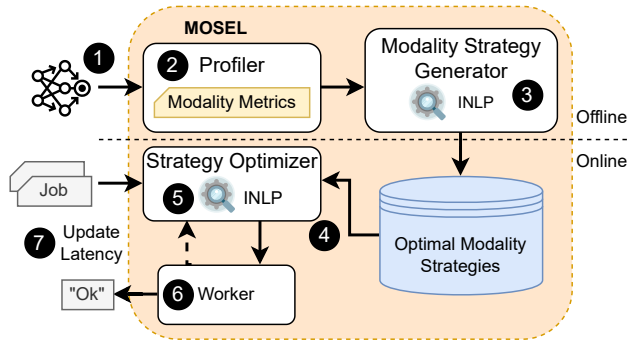 MOSEL
1
2
Profiler
Modality Metrics
Modality Strategy
Generator
INLP
3
Offline
Online
Job
Strategy Optimizer
5
INLP
4
Optimal Modality
Strategies
7
Update
Latency
"Ok"
6
Worker